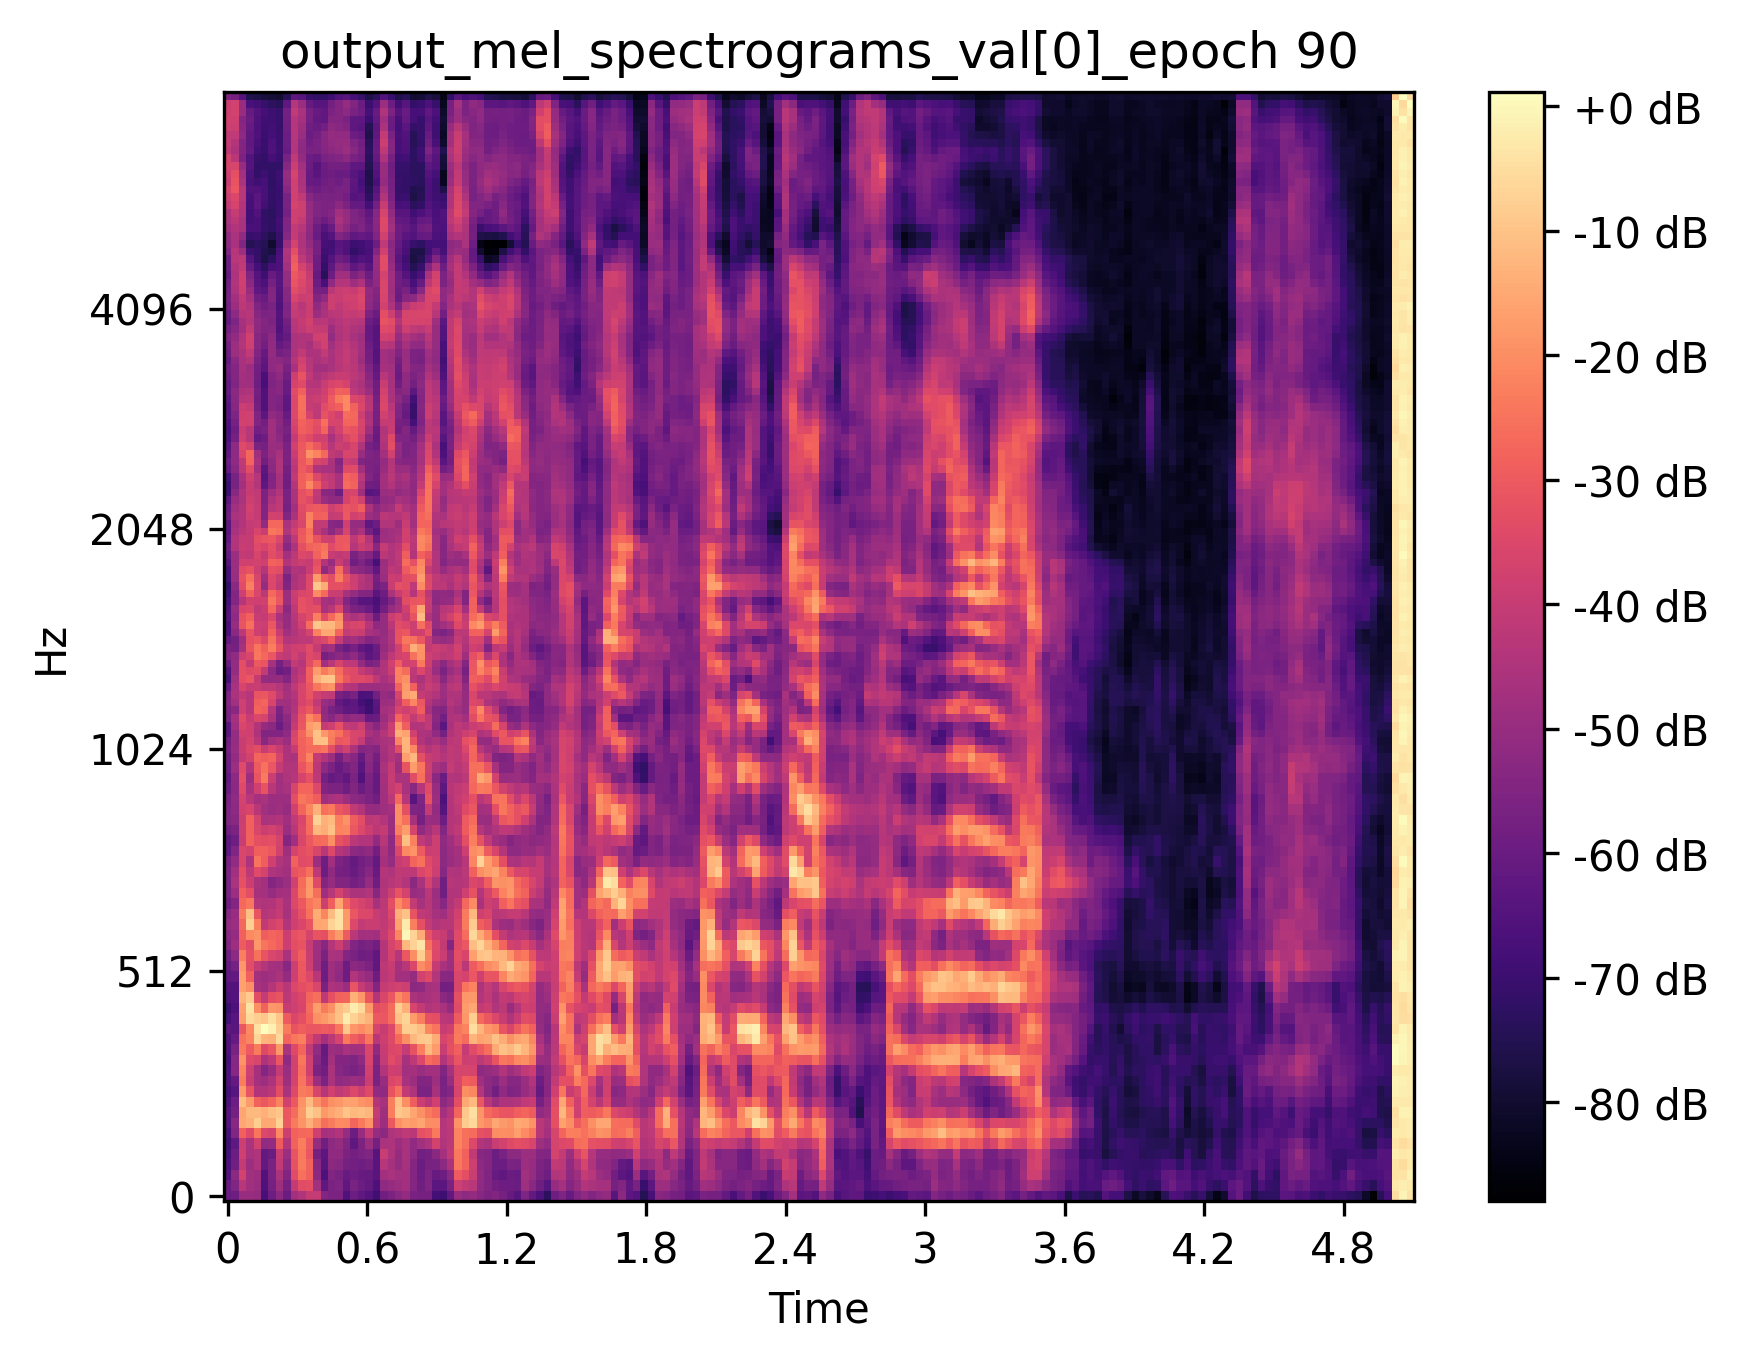 output_mel_spectrograms_val[0]_epoch 90
+0 dB
-10 dB
-20 dB
-30 dB
-40 dB
-50 dB
-60 dB
-70 dB
-80 dB
4096
2048
1024
512
0
Hz
0 0.6 1.2 1.8 2.4 3 3.6 4.2 4.8
Time